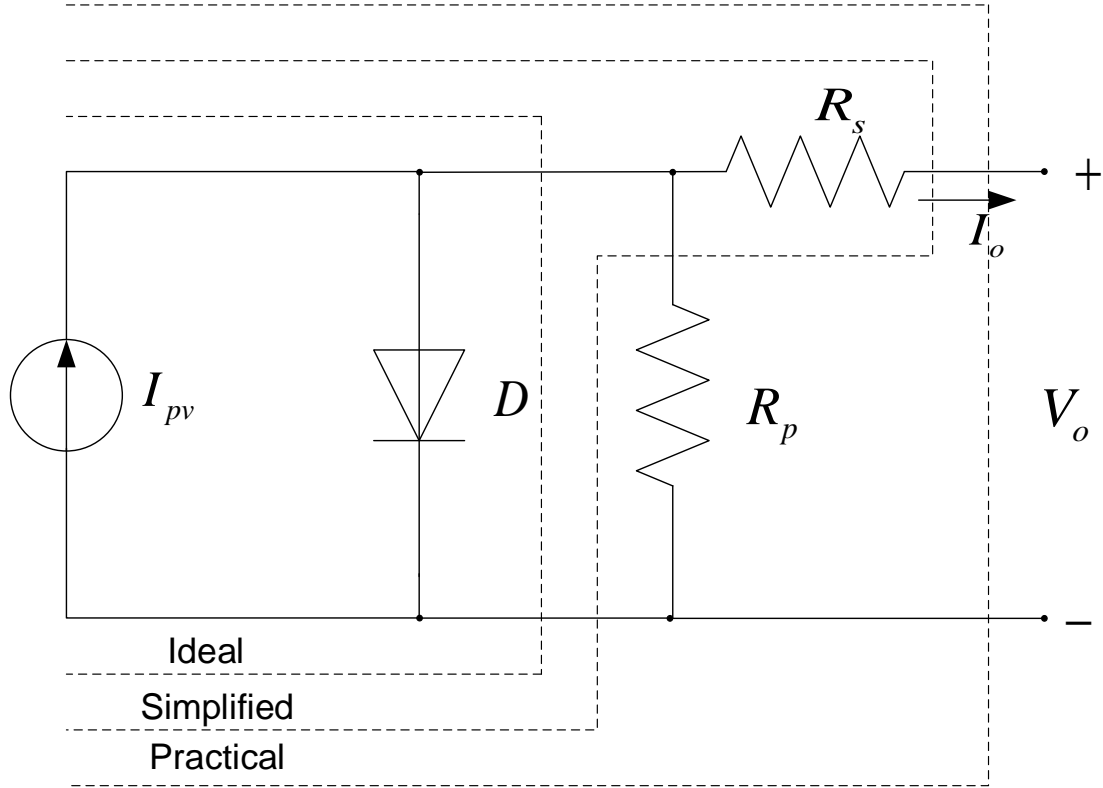 R_s
+
I_o
I_pv
D
R_p
V_o
−
Ideal
Simplified
Practical